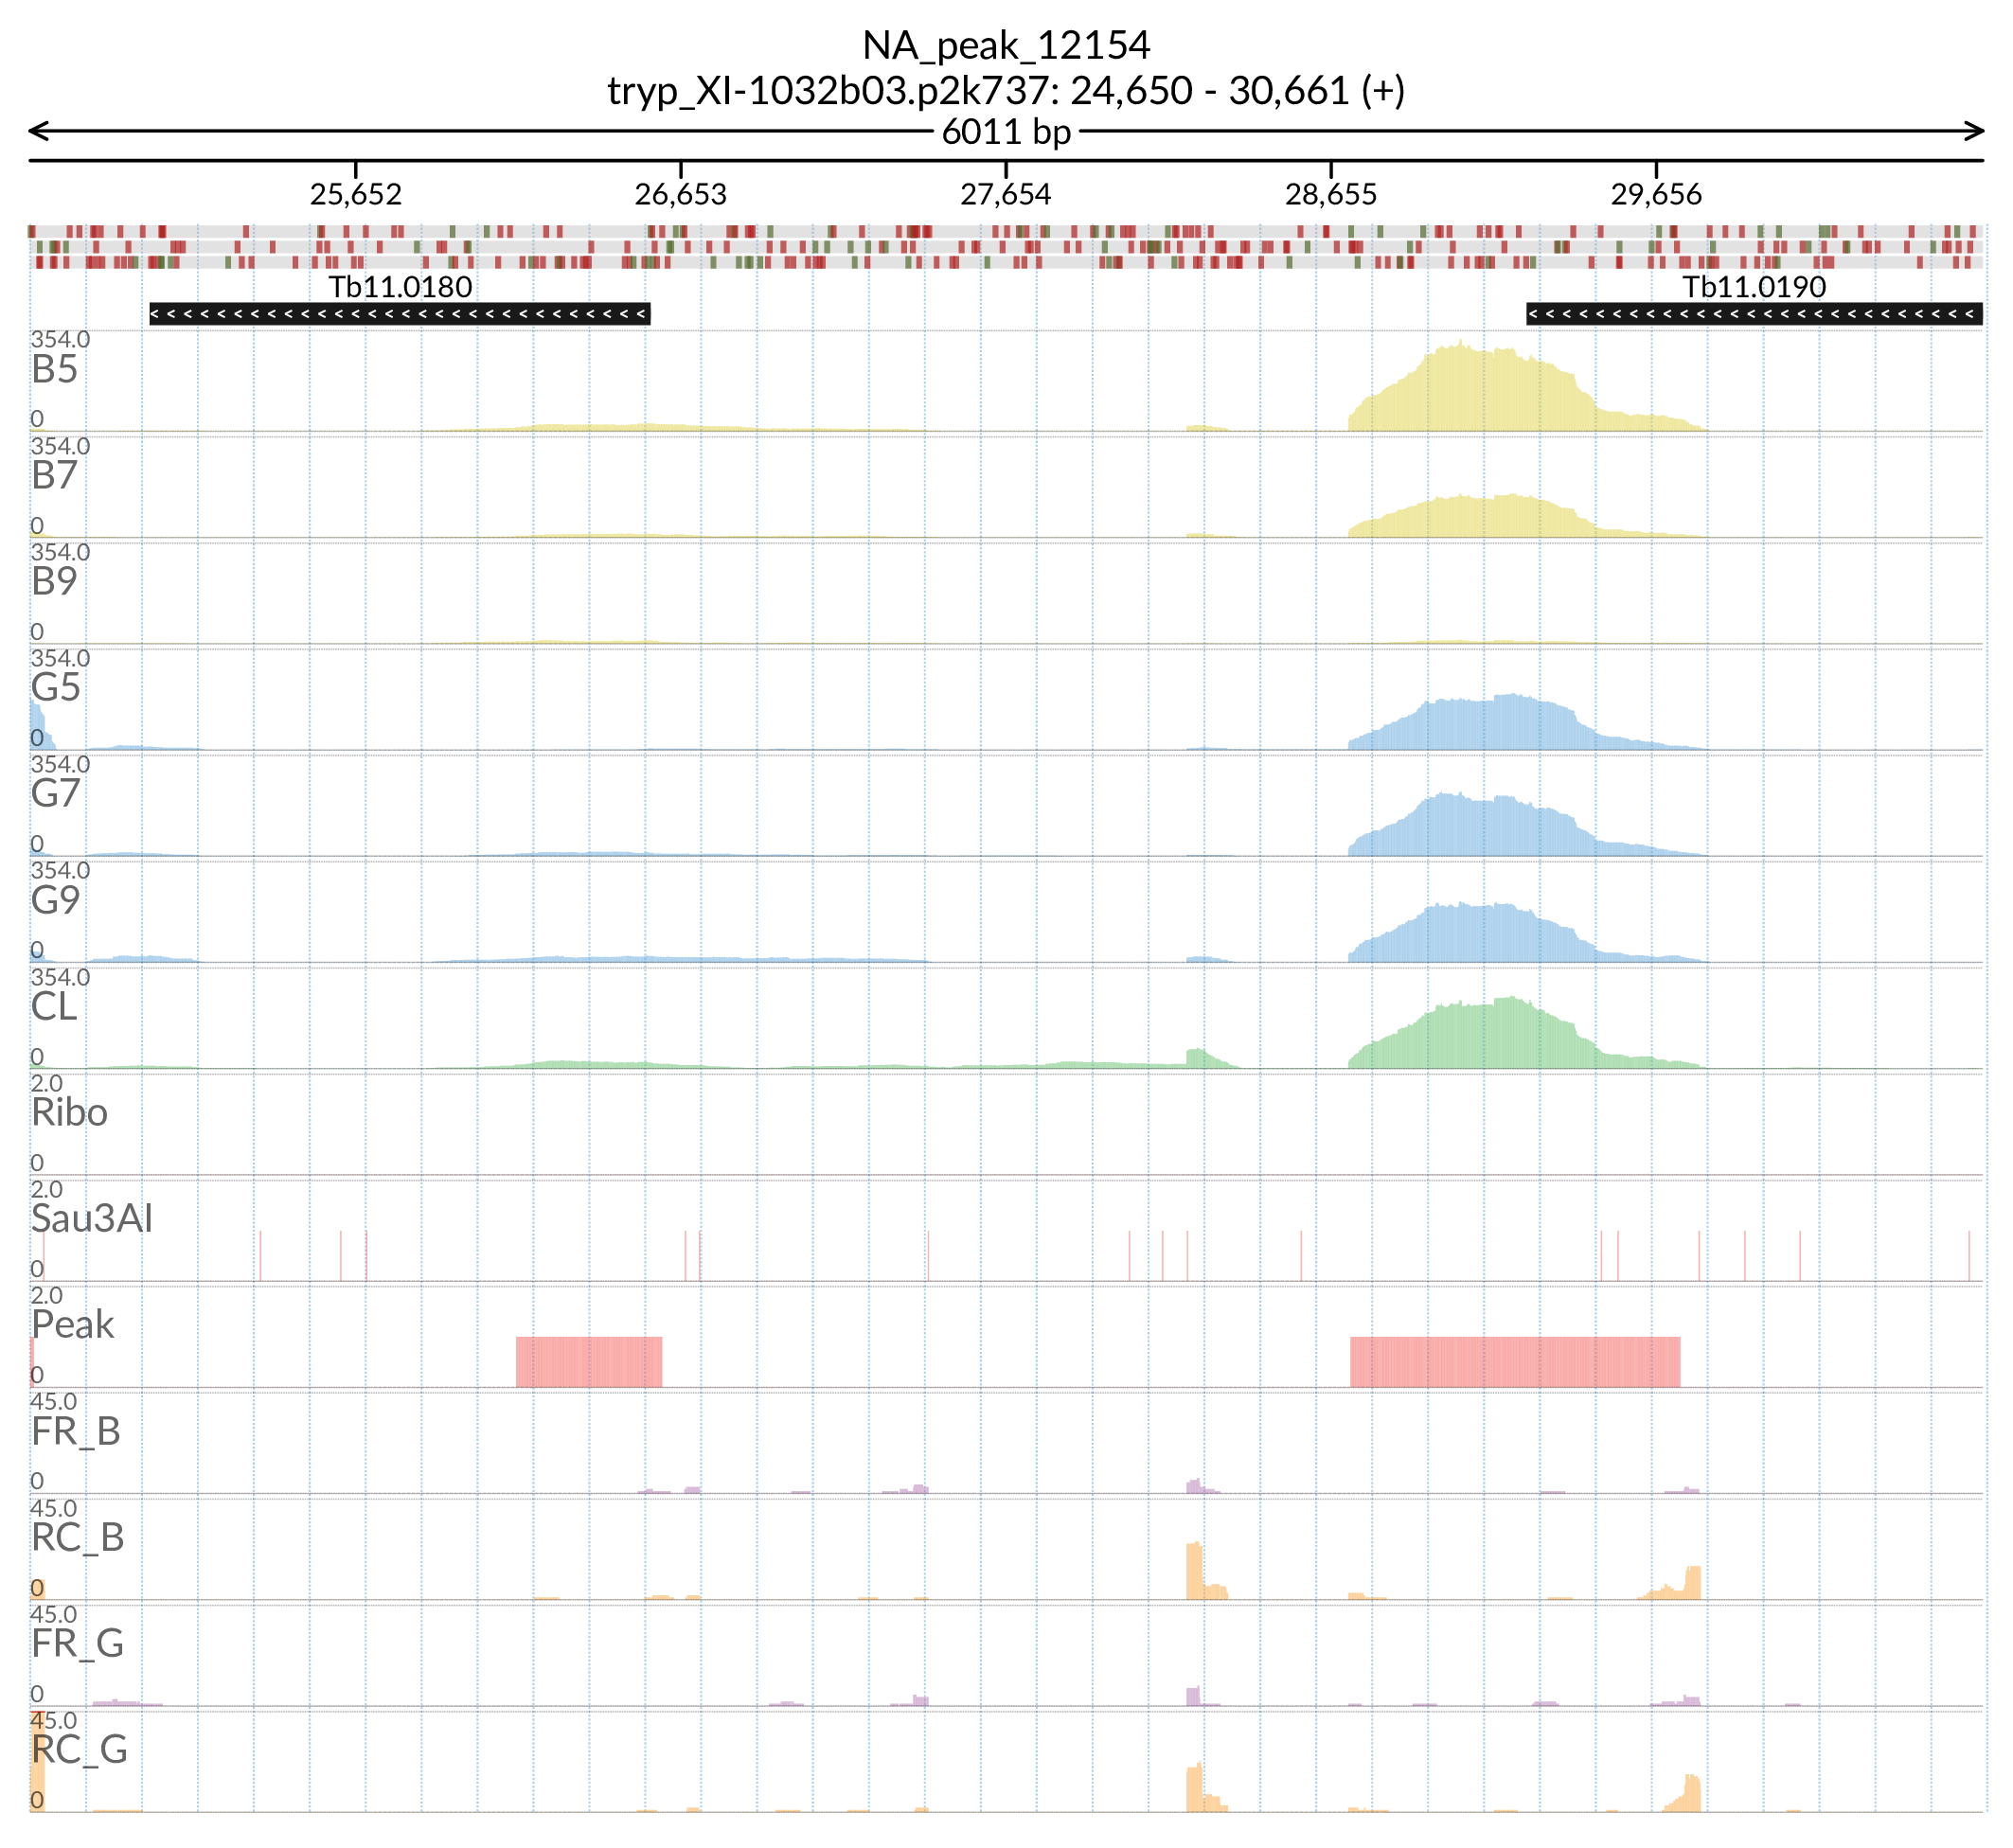 NA_peak_12154
tryp_XI-1032b03.p2k737: 24,650 - 30,661 (+)
6011 bp
25,652 26,653 27,654 28,655 29,656
Tb11.0180 Tb11.0190
354.0
B5
0
354.0
B7
0
354.0
B9
0
354.0
G5
0
354.0
G7
0
354.0
G9
0
354.0
CL
0
2.0
Ribo
0
2.0
Sau3AI
0
2.0
Peak
0
45.0
FR_B
0
45.0
RC_B
0
45.0
FR_G
0
45.0
RC_G
0